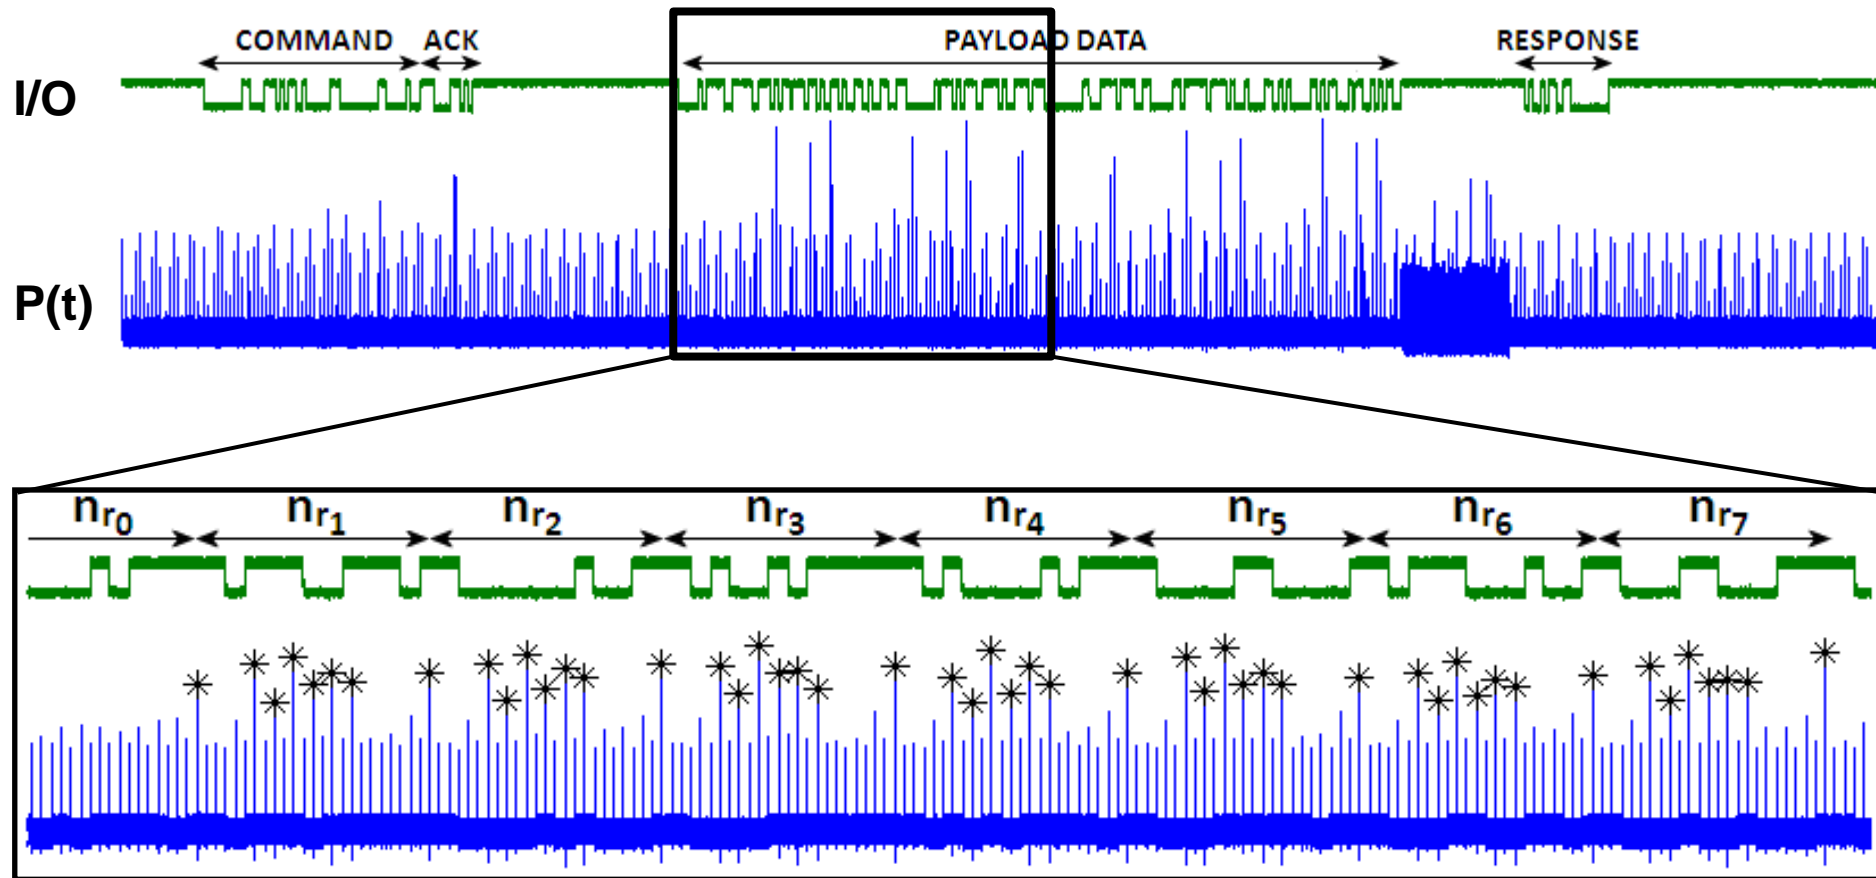 COMMAND ACK PAYLOAD DATA RESPONSE
I/O
P(t)
nr0 nr1 nr2 nr3 nr4 nr5 nr6 nr7